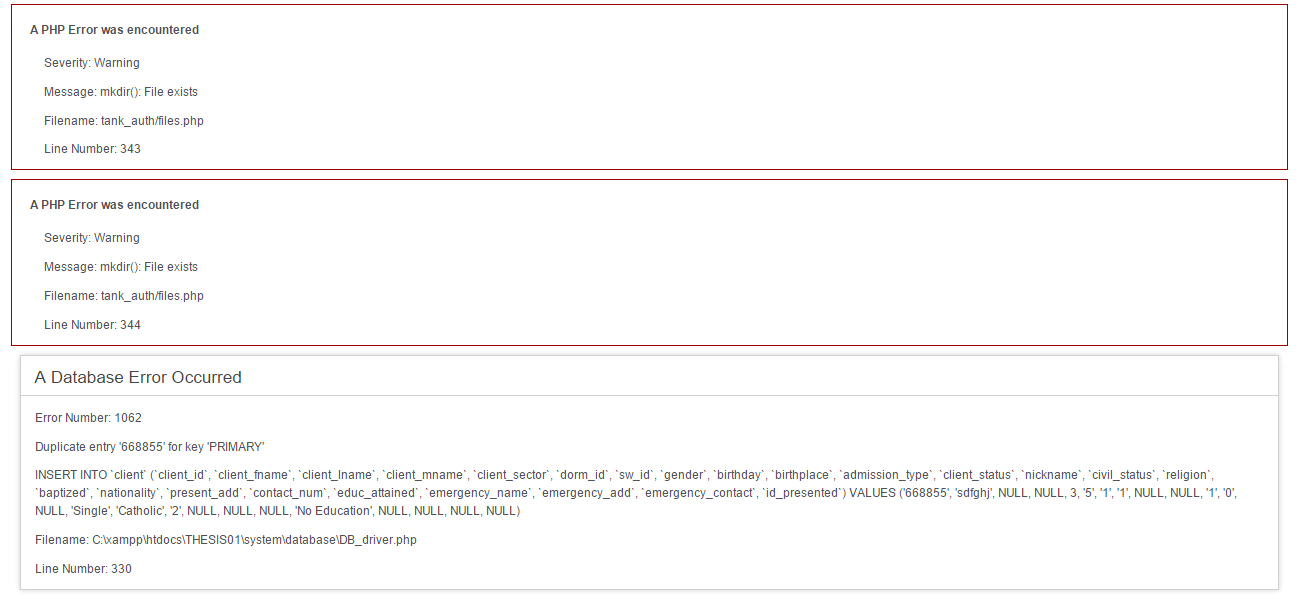 A PHP Error was encountered
Severity: Warning
Message: mkdir(): File exists
Filename: tank_auth/files.php
Line Number: 343
A PHP Error was encountered
Severity: Warning
Message: mkdir(): File exists
Filename: tank_auth/files.php
Line Number: 344
A Database Error Occurred
Error Number: 1062
Duplicate entry '668855' for key 'PRIMARY'
INSERT INTO `client` (`client_id`, `client_fname`, `client_lname`, `client_mname`, `client_sector`, `dorm_id`, `sw_id`, `gender`, `birthday`, `birthplace`, `admission_type`, `client_status`, `nickname`, `civil_status`, `religion`,
`baptized`, `nationality`, `present_add`, `contact_num`, `educ_attained`, `emergency_name`, `emergency_add`, `emergency_contact`, `id_presented`) VALUES ('668855', 'sdfghj', NULL, NULL, 3, '5', '1', '1', NULL, NULL, '1', '0',
NULL, 'Single', 'Catholic', '2', NULL, NULL, NULL, 'No Education', NULL, NULL, NULL, NULL)
Filename: C:\xampp\htdocs\THESIS01\system\database\DB_driver.php
Line Number: 330